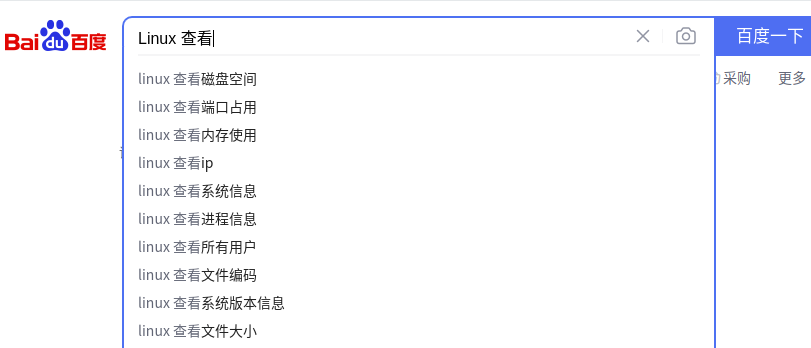 Bai du 百度
Linux 查看
百度一下
采购
更多
linux 查看磁盘空间
linux 查看端口占用
linux 查看内存使用
linux 查看ip
linux 查看系统信息
linux 查看进程信息
linux 查看所有用户
linux 查看文件编码
linux 查看系统版本信息
linux 查看文件大小